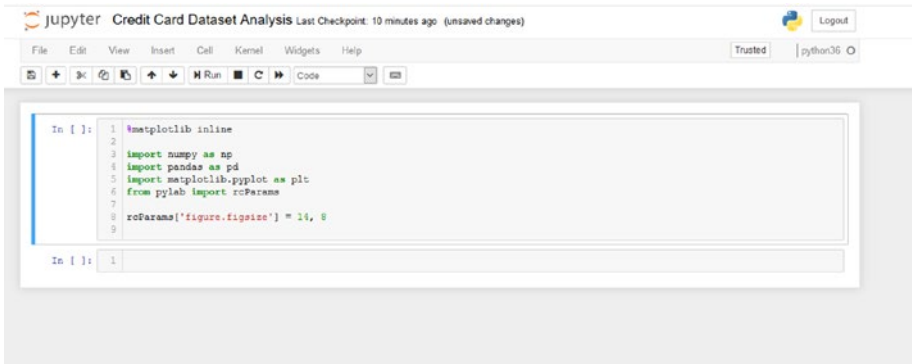 jupyter Credit Card Dataset Analysis Last Checkpoint: 10 minutes ago (unsaved changes) Logout
File Edit View Insert Cell Kernel Widgets Help Trusted python36
Run Code
In [ ]: 1 %matplotlib inline
2
3 import numpy as np
4 import pandas as pd
5 import matplotlib.pyplot as plt
6 from pylab import rcParams
7
8 rcParams['figure.figsize'] = 14, 8
9
In [ ]: 1